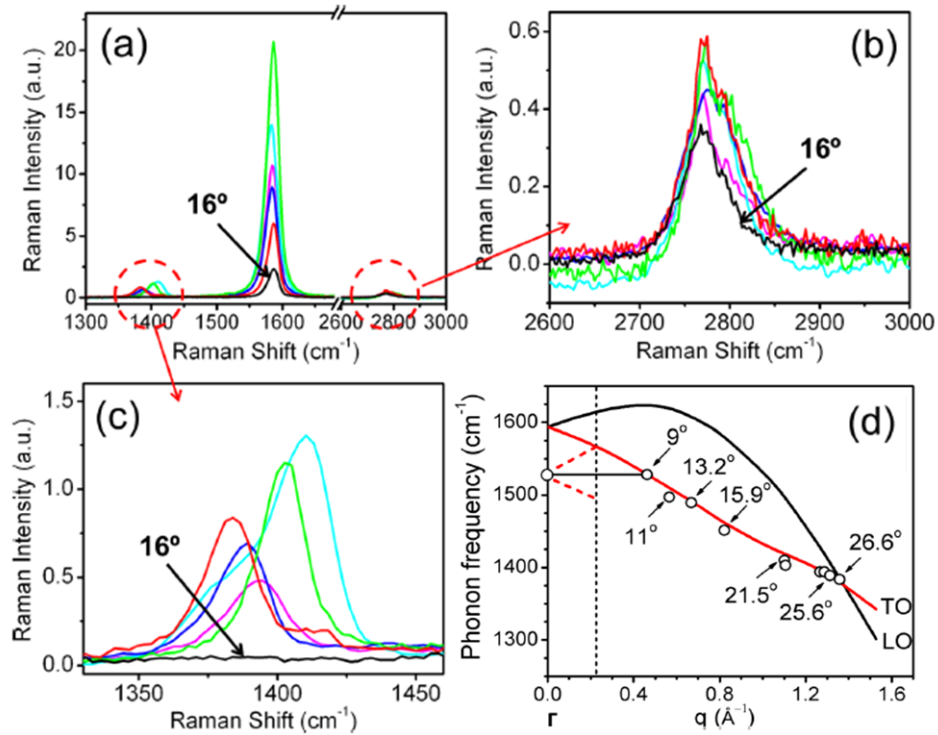 (a)
Raman Intensity (a.u.)
20
15
10
5
0
16º
1300 1400 1500 1600 2600 2800 3000
Raman Shift (cm⁻¹)
(b)
Raman Intensity (a.u.)
0.6
0.4
0.2
0.0
16º
2600 2700 2800 2900 3000
Raman Shift (cm⁻¹)
(c)
Raman Intensity (a.u.)
1.5
1.0
0.5
0.0
16º
1350 1400 1450
Raman Shift (cm⁻¹)
(d)
Phonon frequency (cm⁻¹)
1600
1500
1400
1300
9°
13.2°
15.9°
11°
26.6°
21.5°
25.6°
TO
LO
0.0 0.4 0.8 1.2 1.6
Γ q (Å⁻¹)